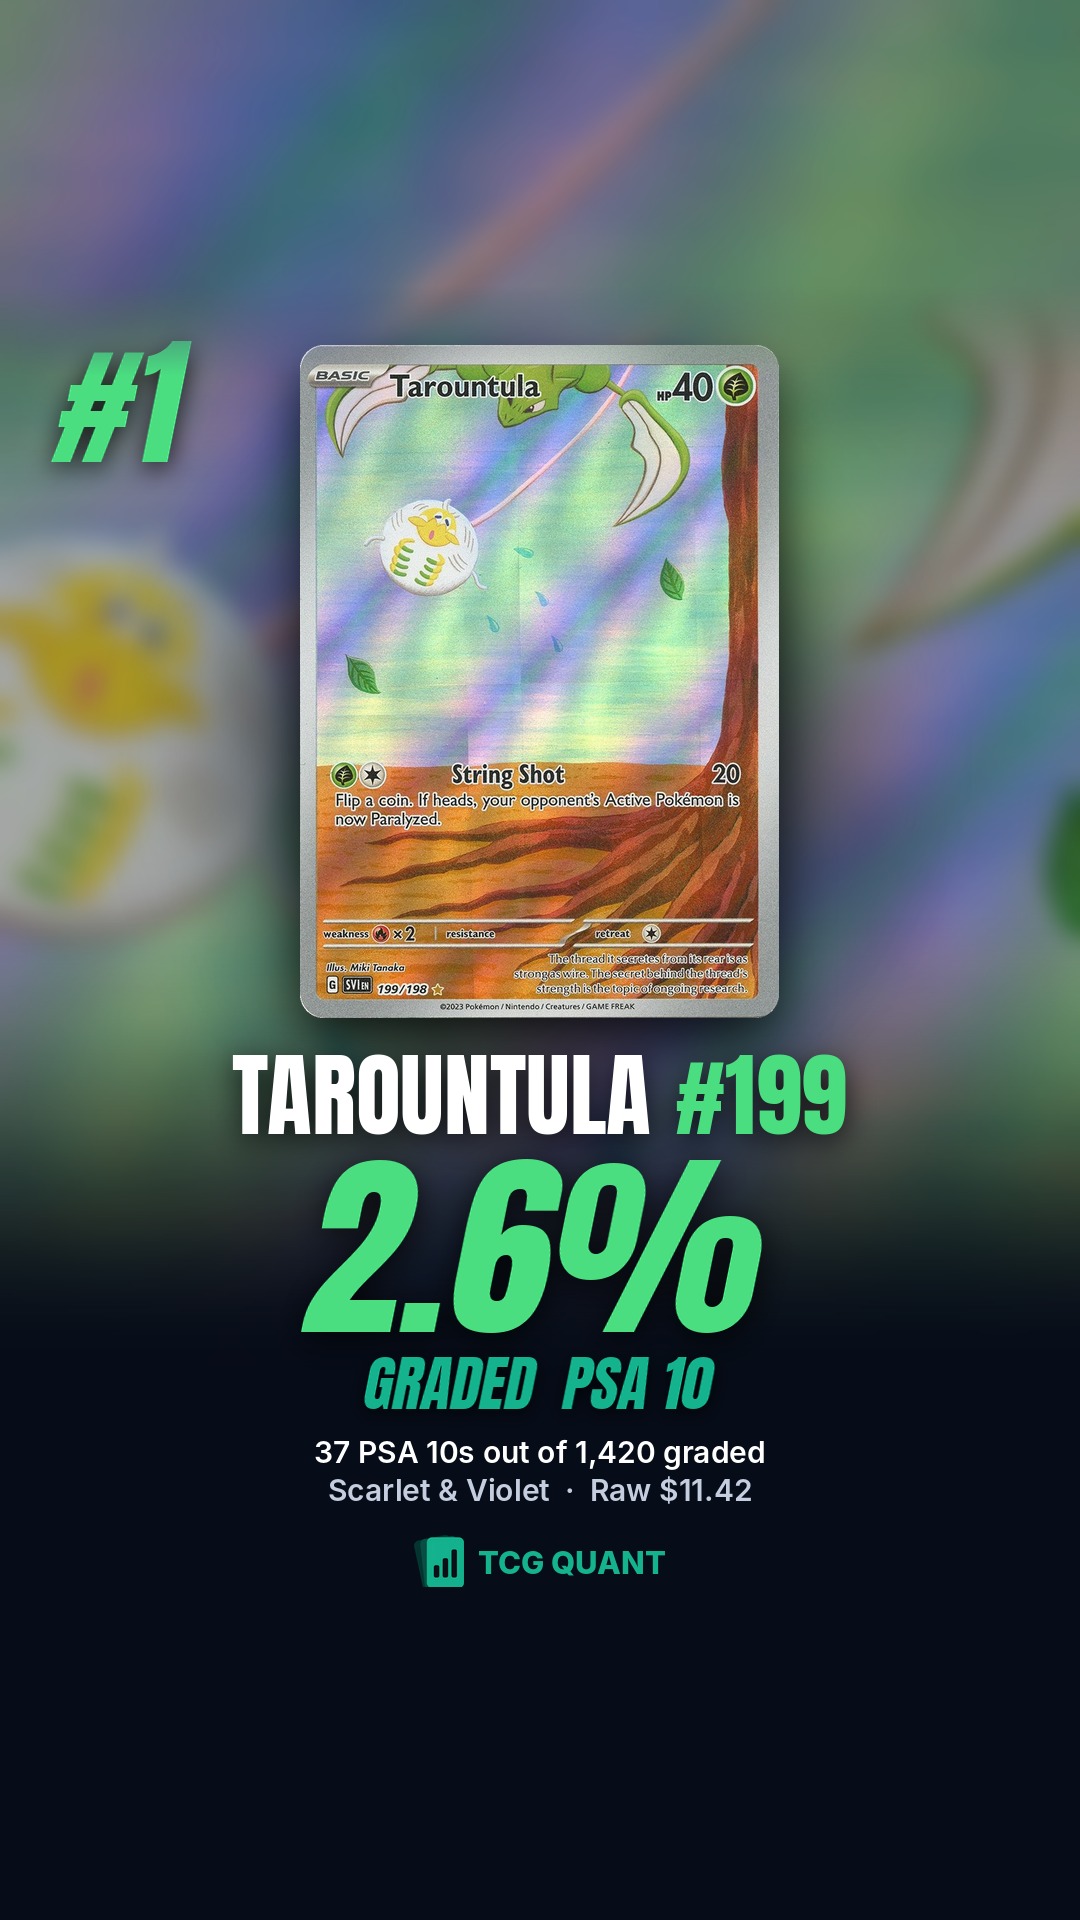 #1
BASIC Tarountula HP 40
String Shot 20
Flip a coin. If heads, your opponent's Active Pokémon is
now Paralyzed.
weakness ×2 resistance retreat
Illus. Miki Tanaka
The thread it secretes from its rear is as
strong as wire. The secret behind the thread's
strength is the topic of ongoing research.
G SVI EN 199/198
©2023 Pokémon / Nintendo / Creatures / GAME FREAK
TAROUNTULA #199
2.6%
GRADED PSA 10
37 PSA 10s out of 1,420 graded
Scarlet & Violet · Raw $11.42
TCG QUANT